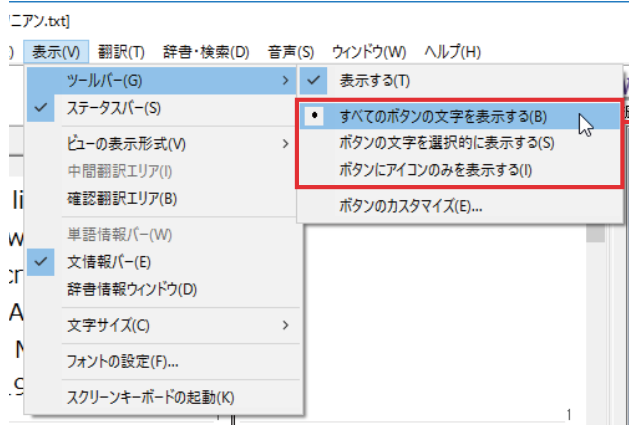 ニアン.txt]
表示(V) 翻訳(T) 辞書・検索(D) 音声(S) ウィンドウ(W) ヘルプ(H)
ツールバー(G)
ステータスバー(S)
ビューの表示形式(V)
中間翻訳エリア(I)
確認翻訳エリア(B)
単語情報バー(W)
文情報バー(E)
辞書情報ウィンドウ(D)
文字サイズ(C)
フォントの設定(F)...
スクリーンキーボードの起動(K)
表示する(T)
すべてのボタンの文字を表示する(B)
ボタンの文字を選択的に表示する(S)
ボタンにアイコンのみを表示する(I)
ボタンのカスタマイズ(E)...
li
w
A
N
1